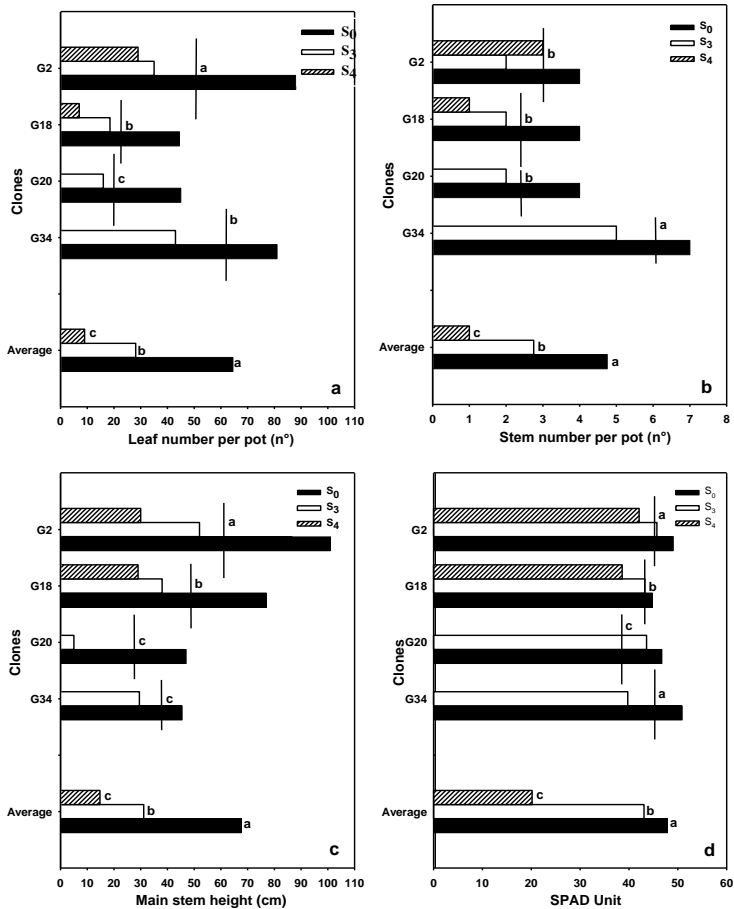 S0
S3
S4
G2
a
G18
b
G20
c
Clones
G34
b
Average
c
b
a
a
0 10 20 30 40 50 60 70 80 90 100 110
Leaf number per pot (n°)
S0
S3
S4
G2
b
G18
b
G20
b
Clones
G34
a
Average
c
b
a
b
0 1 2 3 4 5 6 7 8
Stem number per pot (n°)
S0
S3
S4
G2
a
G18
b
G20
c
Clones
G34
c
Average
c
b
a
c
0 10 20 30 40 50 60 70 80 90 100 110
Main stem height (cm)
S0
S3
S4
G2
a
G18
b
G20
c
Clones
G34
a
Average
c
b
a
d
0 10 20 30 40 50 60
SPAD Unit